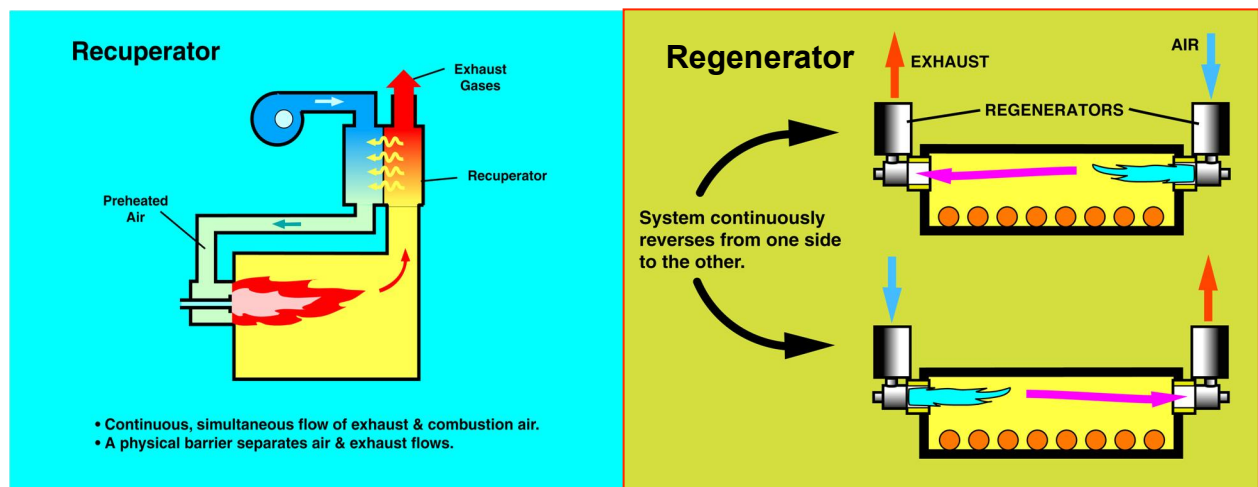 Recuperator
Exhaust
Gases
Recuperator
Preheated
Air
• Continuous, simultaneous flow of exhaust & combustion air.
• A physical barrier separates air & exhaust flows.
Regenerator
EXHAUST
AIR
REGENERATORS
System continuously
reverses from one side
to the other.